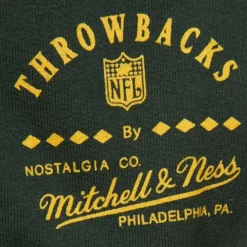 THROWBACKS
NFL
By
NOSTALGIA CO.
Mitchell & Ness
PHILADELPHIA, PA.